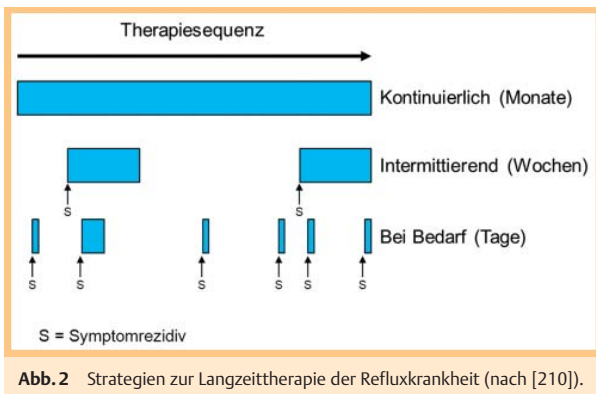 Therapiesequenz
Kontinuierlich (Monate)
Intermittierend (Wochen)
S S
Bei Bedarf (Tage)
S S S S S S
S = Symptomrezidiv
Abb. 2 Strategien zur Langzeittherapie der Refluxkrankheit (nach [210]).